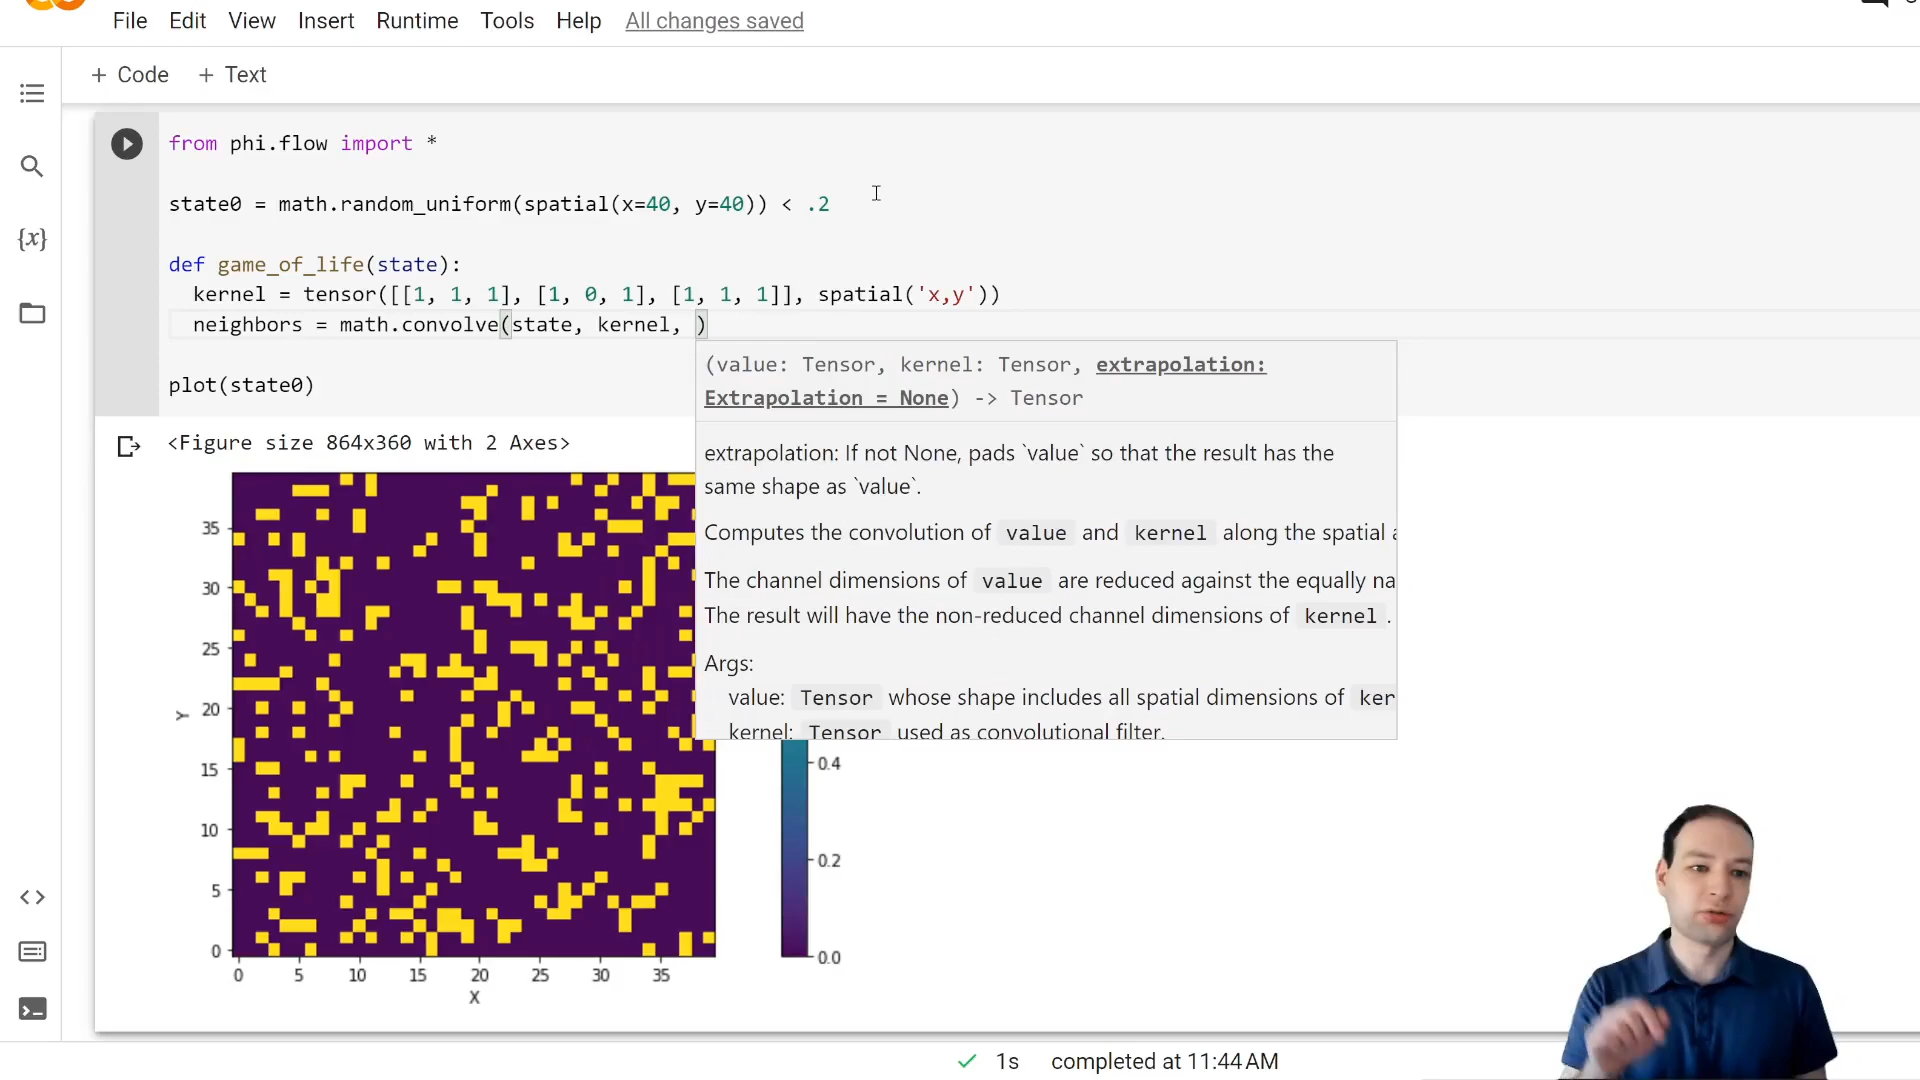 File Edit View Insert Runtime Tools Help All changes saved
+ Code + Text
from phi.flow import *
state0 = math.random_uniform(spatial(x=40, y=40)) < .2
{x}
def game_of_life(state):
kernel = tensor([[1, 1, 1], [1, 0, 1], [1, 1, 1]], spatial('x,y'))
neighbors = math.convolve(state, kernel, )
(value: Tensor, kernel: Tensor, extrapolation:
Extrapolation = None) -> Tensor
plot(state0)
<Figure size 864x360 with 2 Axes>
extrapolation: If not None, pads `value` so that the result has the
same shape as `value`.
Computes the convolution of value and kernel along the spatial
The channel dimensions of value are reduced against the equally na
The result will have the non-reduced channel dimensions of kernel .
Args:
value: Tensor whose shape includes all spatial dimensions of ker
kernel: Tensor used as convolutional filter.
35
30
25
20
15
10
5
0
Y
0 5 10 15 20 25 30 35
X
0.4
0.2
0.0
1s completed at 11:44 AM